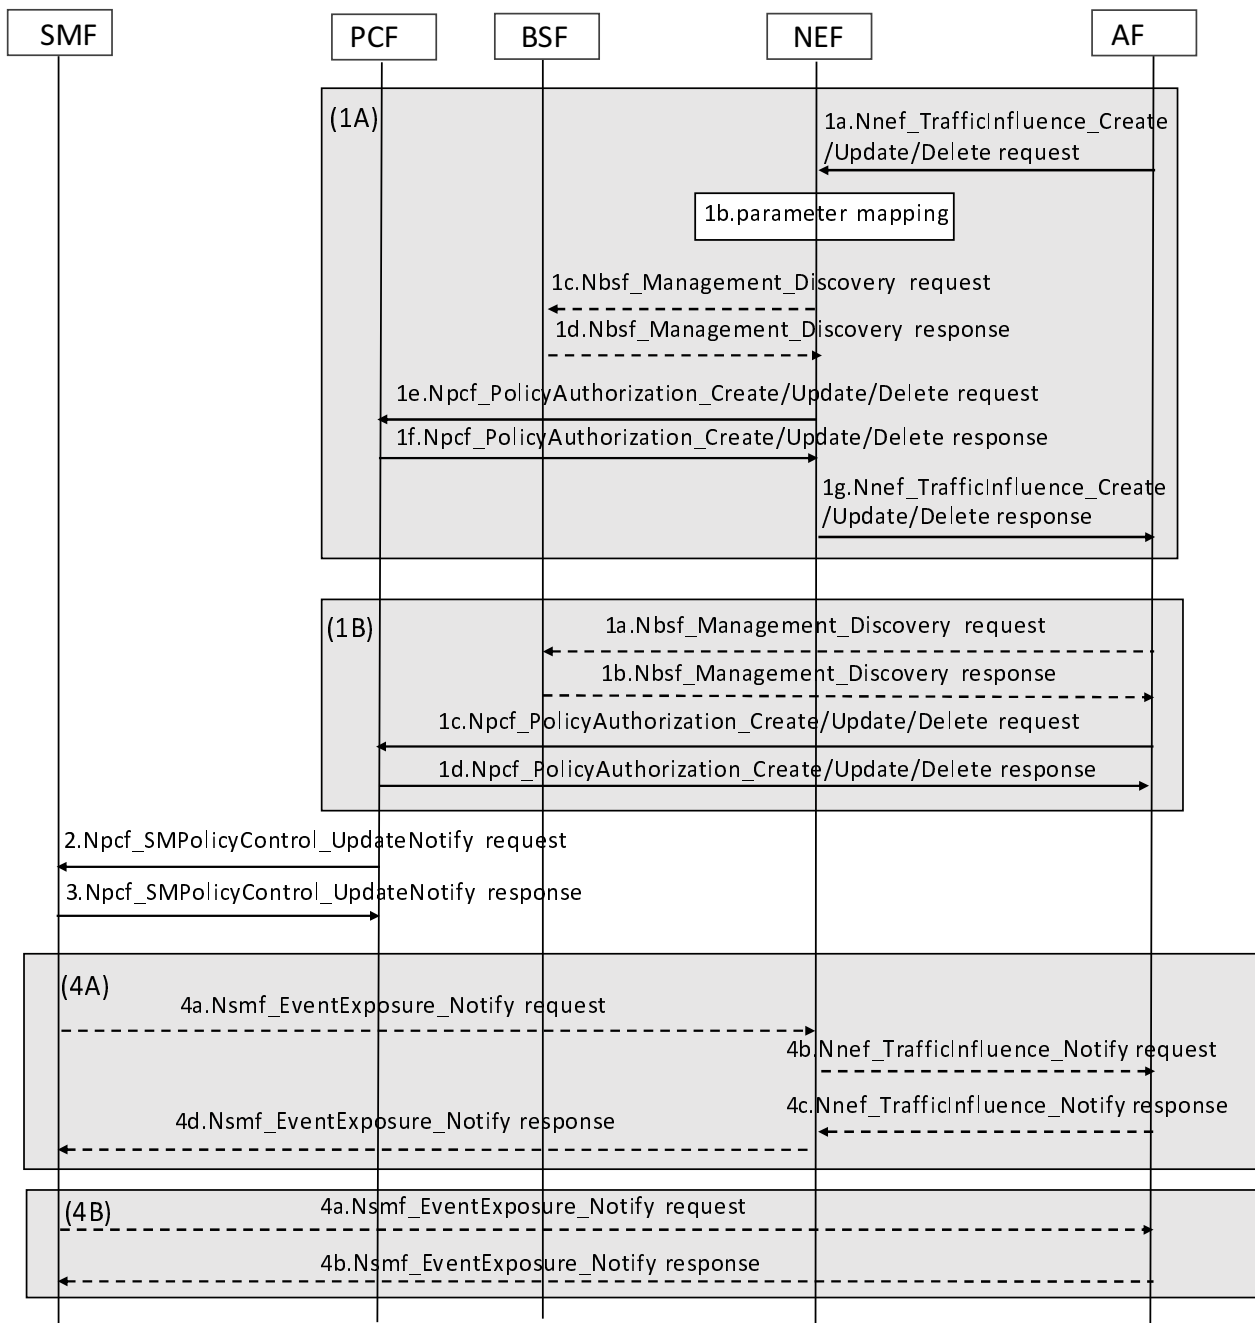 SMF
PCF
BSF
NEF
AF
(1A)
1a.Nnef_TrafficInfluence_Create
/Update/Delete request
1b.parameter mapping
1c.Nbsf_Management_Discovery request
1d.Nbsf_Management_Discovery response
1e.Npcf_PolicyAuthorization_Create/Update/Delete request
1f.Npcf_PolicyAuthorization_Create/Update/Delete response
1g.Nnef_TrafficInfluence_Create
/Update/Delete response
(1B)
1a.Nbsf_Management_Discovery request
1b.Nbsf_Management_Discovery response
1c.Npcf_PolicyAuthorization_Create/Update/Delete request
1d.Npcf_PolicyAuthorization_Create/Update/Delete response
2.Npcf_SMPolicyControl_UpdateNotify request
3.Npcf_SMPolicyControl_UpdateNotify response
(4A)
4a.Nsmf_EventExposure_Notify request
4b.Nnef_TrafficInfluence_Notify request
4c.Nnef_TrafficInfluence_Notify response
4d.Nsmf_EventExposure_Notify response
(4B)
4a.Nsmf_EventExposure_Notify request
4b.Nsmf_EventExposure_Notify response